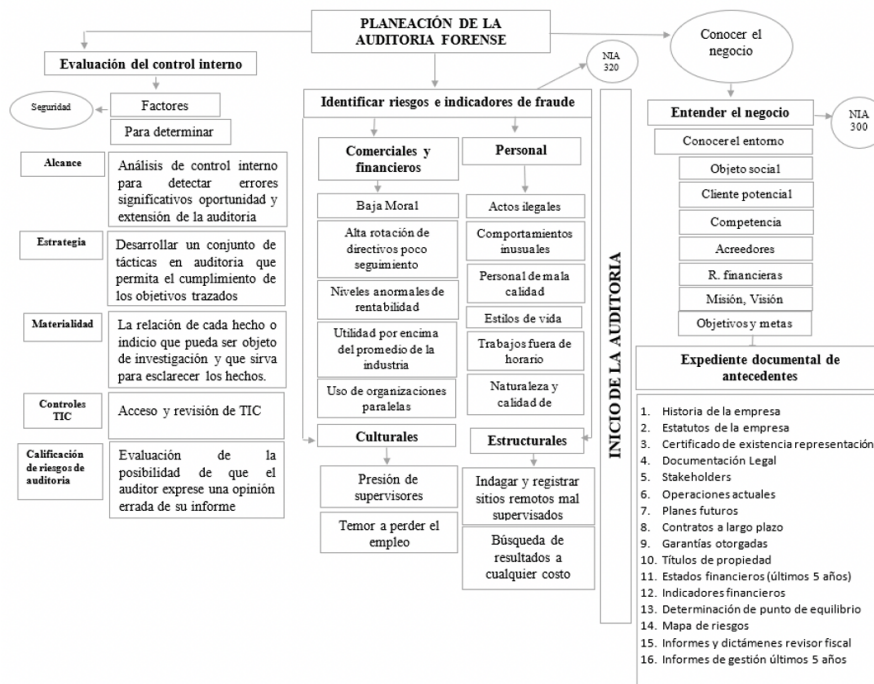 PLANEACIÓN DE LA
AUDITORIA FORENSE
Conocer el
negocio
Evaluación del control interno
NIA
320
Seguridad
Factores
Para determinar
Alcance
Análisis de control interno
para detectar errores
significativos oportunidad y
extensión de la auditoria
Estrategia
Desarrollar un conjunto de
tácticas en auditoria que
permita el cumplimiento de
los objetivos trazados
Materialidad
La relación de cada hecho o
indicio que pueda ser objeto
de investigación y que sirva
para esclarecer los hechos.
Controles
TIC
Acceso y revisión de TIC
Calificación
de riesgos de
auditoria
Evaluación de la
posibilidad de que el
auditor exprese una opinión
errada de su informe
Identificar riesgos e indicadores de fraude
Comerciales y
financieros
Baja Moral
Alta rotación de
directivos poco
seguimiento
Niveles anormales de
rentabilidad
Utilidad por encima
del promedio de la
industria
Uso de organizaciones
paralelas
Personal
Actos ilegales
Comportamientos
inusuales
Personal de mala
calidad
Estilos de vida
Trabajos fuera de
horario
Naturaleza y
calidad de
Culturales
Presión de
supervisores
Temor a perder el
empleo
Estructurales
Indagar y registrar
sitios remotos mal
supervisados
Búsqueda de
resultados a
cualquier costo
INICIO DE LA AUDITORIA
Entender el negocio
NIA
300
Conocer el entorno
Objeto social
Cliente potencial
Competencia
Acreedores
R. financieras
Misión, Visión
Objetivos y metas
Expediente documental de
antecedentes
1. Historia de la empresa
2. Estatutos de la empresa
3. Certificado de existencia representación
4. Documentación Legal
5. Stakeholders
6. Operaciones actuales
7. Planes futuros
8. Contratos a largo plazo
9. Garantías otorgadas
10. Títulos de propiedad
11. Estados financieros (últimos 5 años)
12. Indicadores financieros
13. Determinación de punto de equilibrio
14. Mapa de riesgos
15. Informes y dictámenes revisor fiscal
16. Informes de gestión últimos 5 años